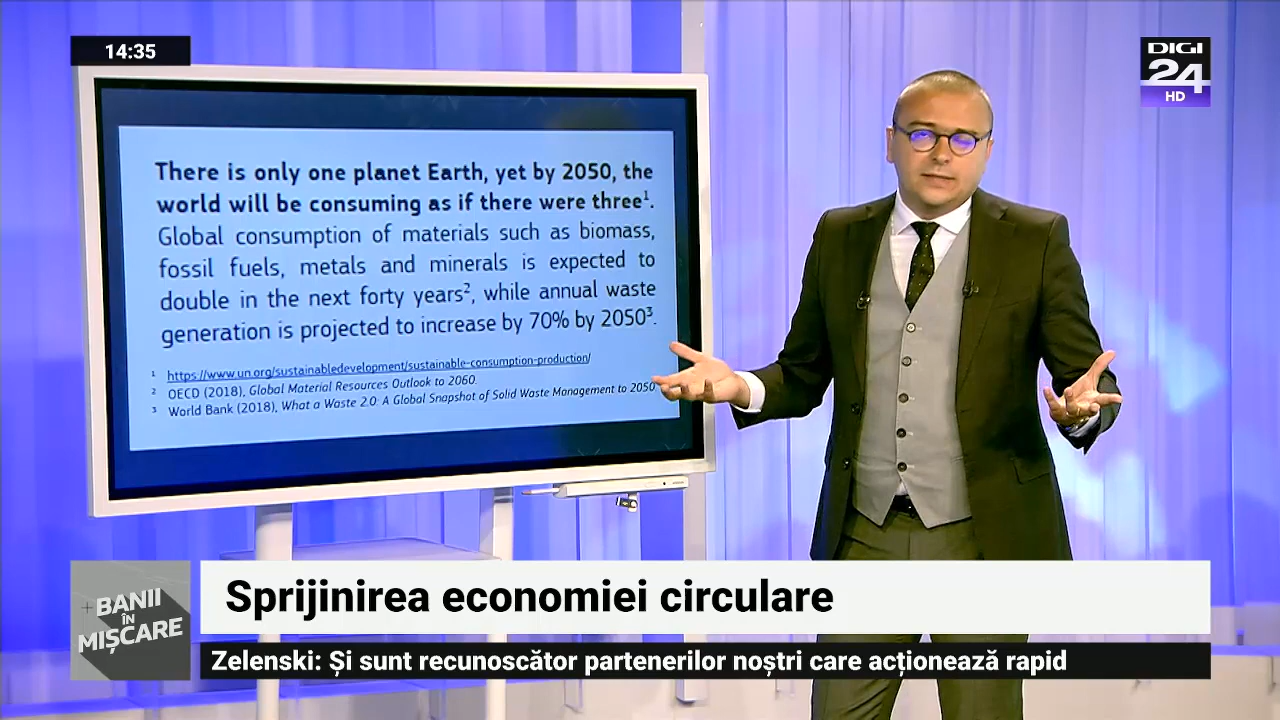 14:35
DIGI
24
HD
There is only one planet Earth, yet by 2050, the
world will be consuming as if there were three¹.
Global consumption of materials such as biomass,
fossil fuels, metals and minerals is expected to
double in the next forty years², while annual waste
generation is projected to increase by 70% by 2050³.
¹ https://www.un.org/sustainabledevelopment/sustainable-consumption-production/
² OECD (2018), Global Material Resources Outlook to 2060.
³ World Bank (2018), What a Waste 2.0: A Global Snapshot of Solid Waste Management to 2050
BANII
ÎN
MIȘCARE
Sprijinirea economiei circulare
Zelenski: Și sunt recunoscător partenerilor noștri care acționează rapid